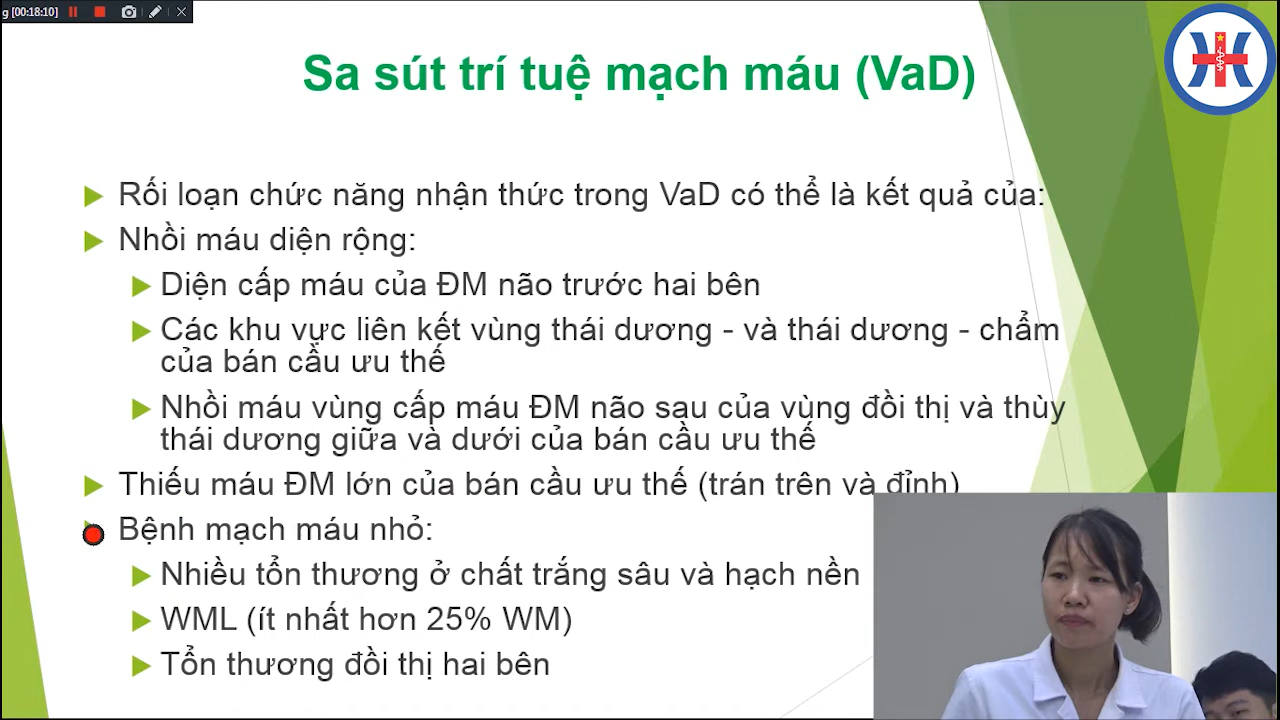 g [00:18:10]
Sa sút trí tuệ mạch máu (VaD)
Rối loạn chức năng nhận thức trong VaD có thể là kết quả của:
Nhồi máu diện rộng:
Diện cấp máu của ĐM não trước hai bên
Các khu vực liên kết vùng thái dương - và thái dương - chẩm
của bán cầu ưu thế
Nhồi máu vùng cấp máu ĐM não sau của vùng đồi thị và thùy
thái dương giữa và dưới của bán cầu ưu thế
Thiếu máu ĐM lớn của bán cầu ưu thế (trán trên và đỉnh)
Bệnh mạch máu nhỏ:
Nhiều tổn thương ở chất trắng sâu và hạch nền
WML (ít nhất hơn 25% WM)
Tổn thương đồi thị hai bên